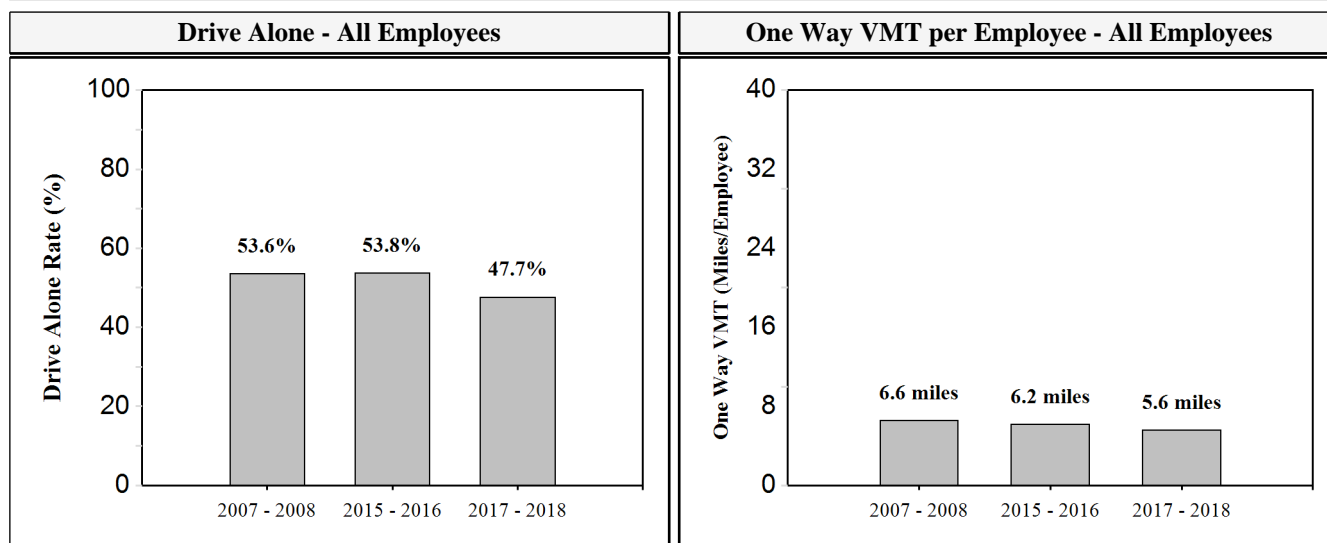 Drive Alone - All Employees
One Way VMT per Employee - All Employees
Drive Alone Rate (%)
100
80
60
40
20
0
53.6%
53.8%
47.7%
2007 - 2008
2015 - 2016
2017 - 2018
One Way VMT (Miles/Employee)
40
32
24
16
8
0
6.6 miles
6.2 miles
5.6 miles
2007 - 2008
2015 - 2016
2017 - 2018